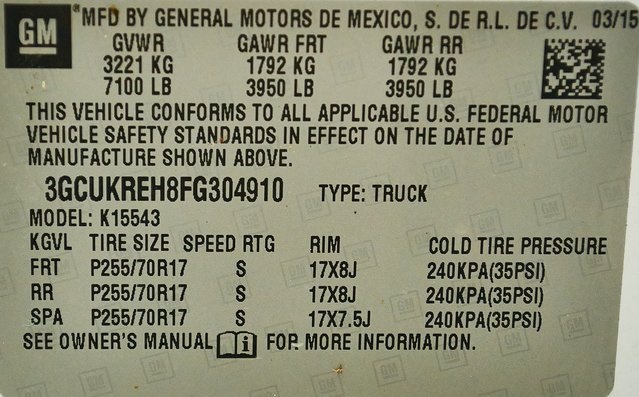 GM *MFD BY GENERAL MOTORS DE MEXICO, S. DE R.L. DE C.V. 03/15
GVWR GAWR FRT GAWR RR
3221 KG 1792 KG 1792 KG
7100 LB 3950 LB 3950 LB
THIS VEHICLE CONFORMS TO ALL APPLICABLE U.S. FEDERAL MOTOR
VEHICLE SAFETY STANDARDS IN EFFECT ON THE DATE OF
MANUFACTURE SHOWN ABOVE.
3GCUKREH8FG304910 TYPE: TRUCK
MODEL: K15543
KGVL TIRE SIZE SPEED RTG RIM COLD TIRE PRESSURE
FRT P255/70R17 S 17X8J 240KPA(35PSI)
RR P255/70R17 S 17X8J 240KPA(35PSI)
SPA P255/70R17 S 17X7.5J 240KPA(35PSI)
SEE OWNER'S MANUAL i FOR MORE INFORMATION.